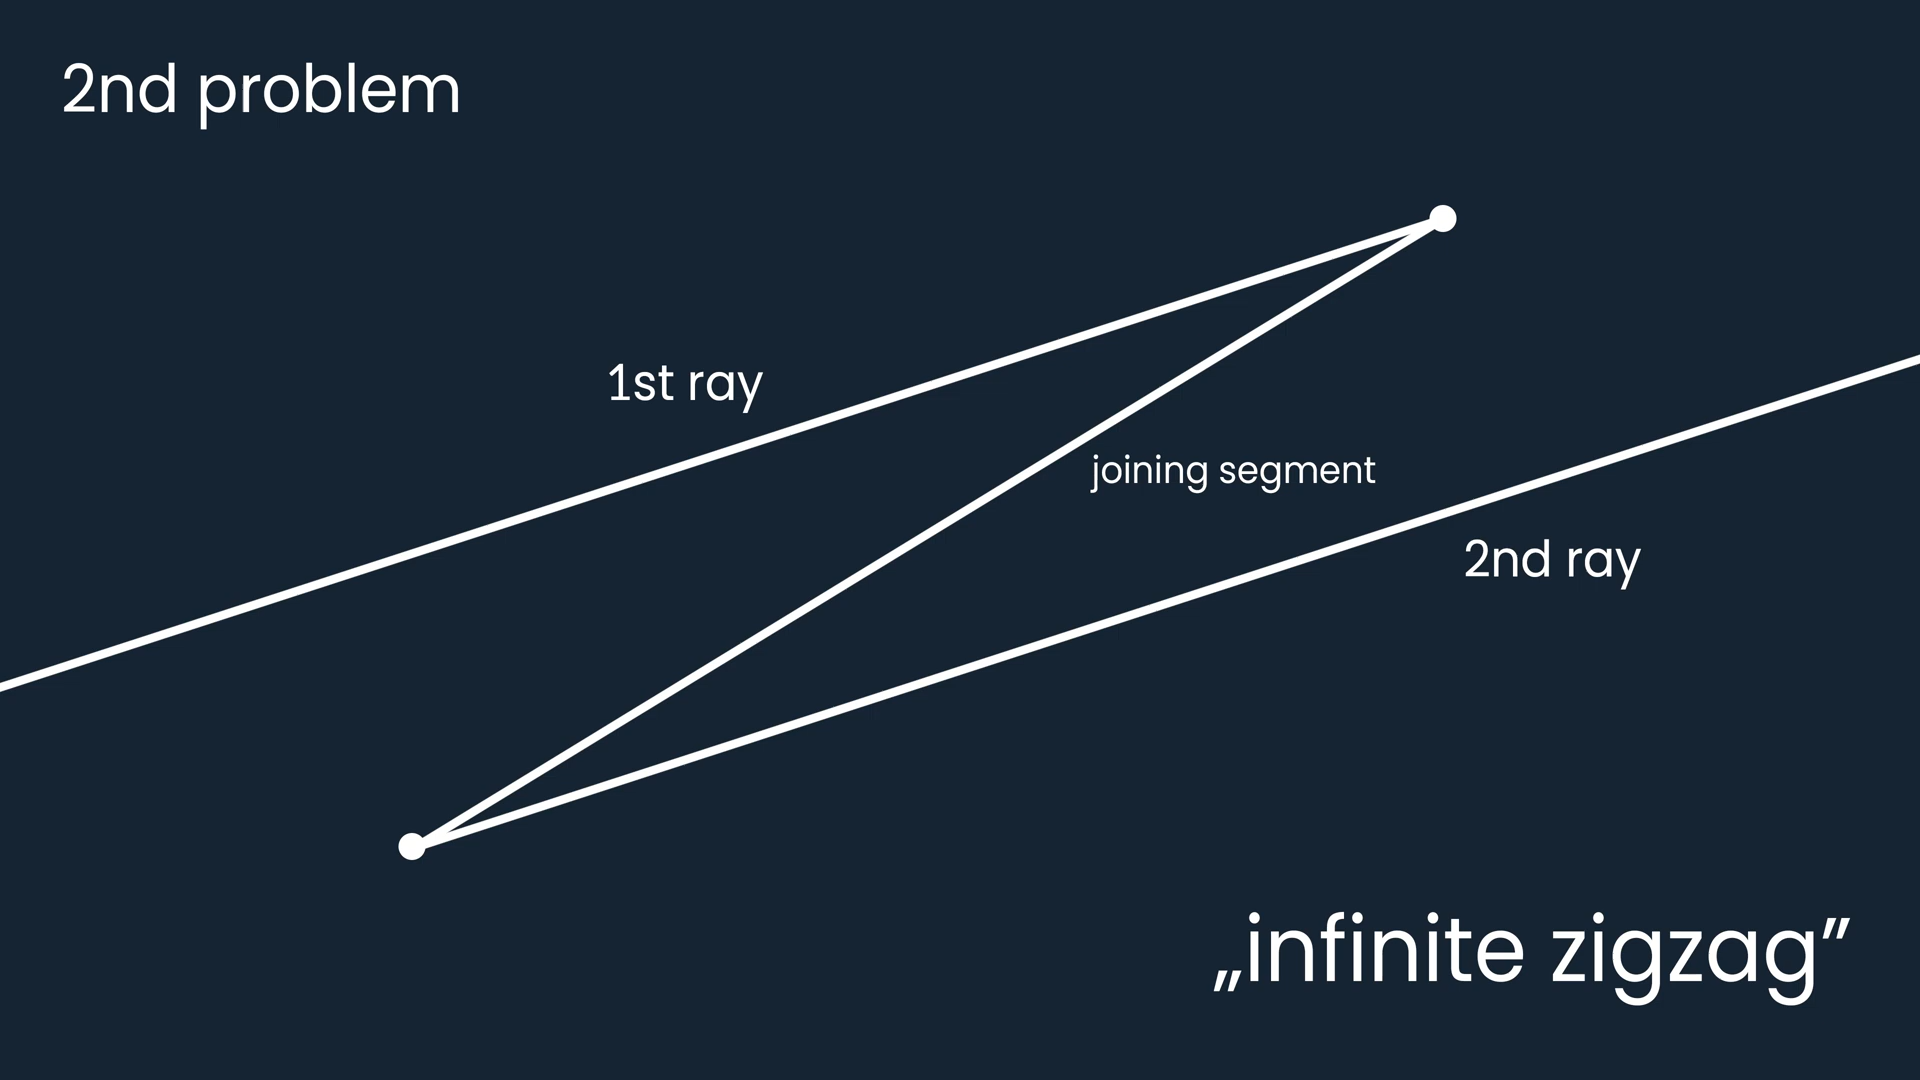 2nd problem
1st ray
joining segment
2nd ray
„infinite zigzag”